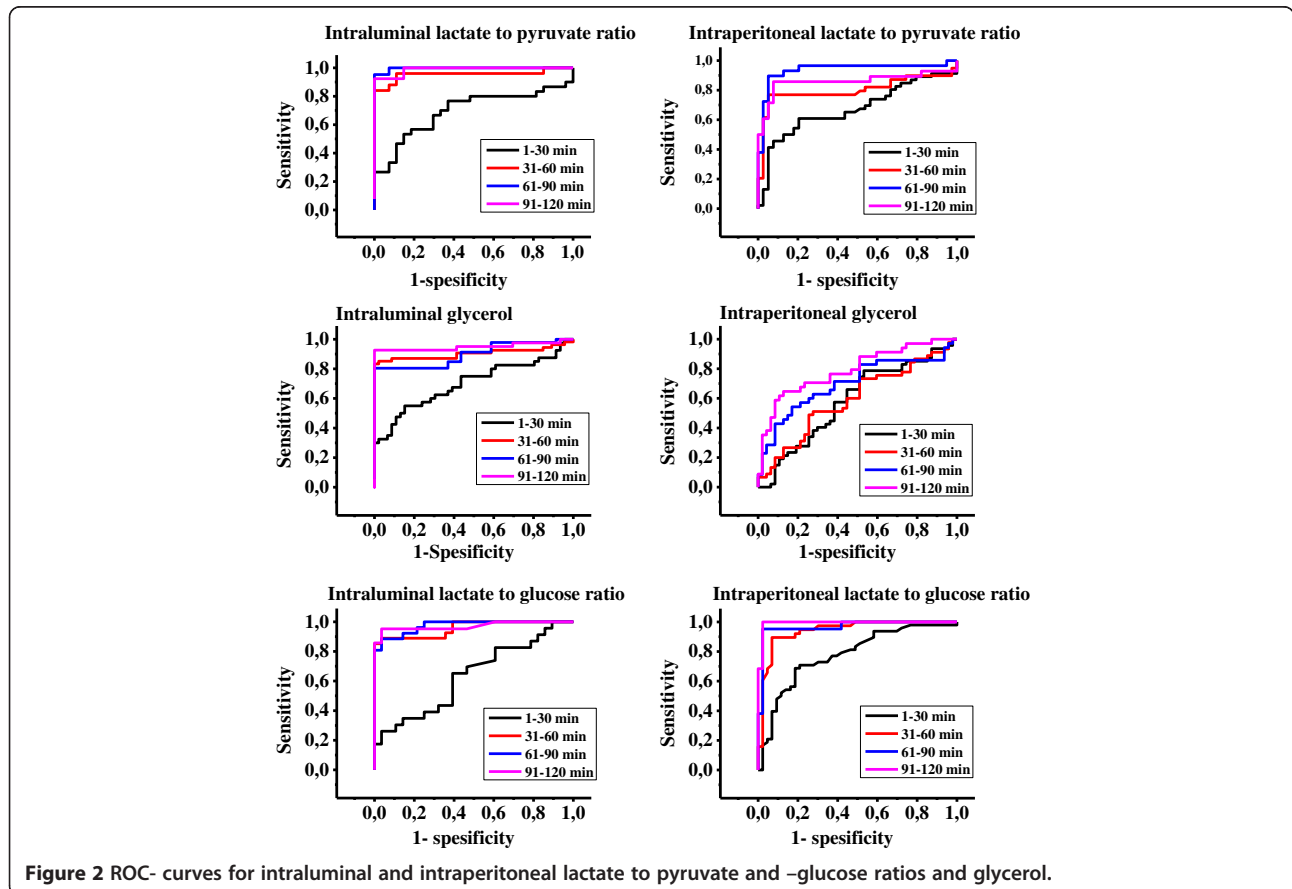 Intraluminal lactate to pyruvate ratio
1,0
0,8
0,6
0,4
0,2
0,0
Sensitivity
1-30 min
31-60 min
61-90 min
91-120 min
0,0 0,2 0,4 0,6 0,8 1,0
1-spesificity
Intraperitoneal lactate to pyruvate ratio
1,0
0,8
0,6
0,4
0,2
0,0
Sensitivity
1-30 min
31-60 min
61-90 min
91-120 min
0,0 0,2 0,4 0,6 0,8 1,0
1- spesificity
Intraluminal glycerol
1,0
0,8
0,6
0,4
0,2
0,0
Sensitivity
1-30 min
31-60 min
61-90 min
91-120 min
0,0 0,2 0,4 0,6 0,8 1,0
1-Spesificity
Intraperitoneal glycerol
1,0
0,8
0,6
0,4
0,2
0,0
Sensitivity
1-30 min
31-60 min
61-90 min
91-120 min
0,0 0,2 0,4 0,6 0,8 1,0
1-spesificity
Intraluminal lactate to glucose ratio
1,0
0,8
0,6
0,4
0,2
0,0
Sensitivity
1-30 min
31-60 min
61-90 min
91-120 min
0,0 0,2 0,4 0,6 0,8 1,0
1- spesificity
Intraperitoneal lactate to glucose ratio
1,0
0,8
0,6
0,4
0,2
0,0
Sensitivity
1-30 min
31-60 min
61-90 min
91-120 min
0,0 0,2 0,4 0,6 0,8 1,0
1- spesificity
Figure 2 ROC- curves for intraluminal and intraperitoneal lactate to pyruvate and –glucose ratios and glycerol.